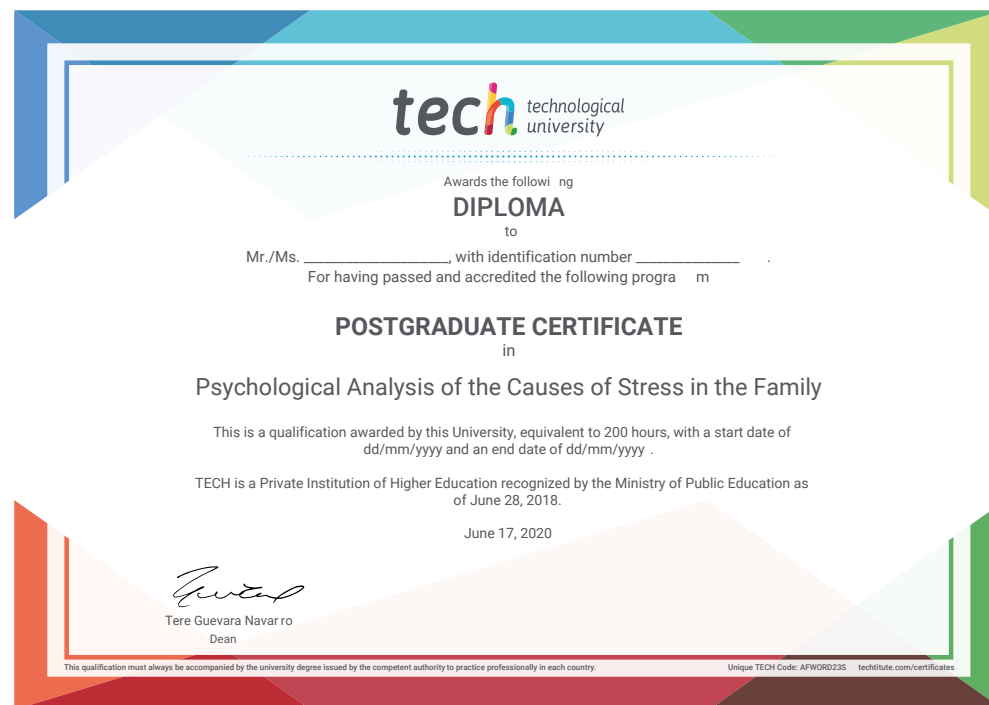 tech technological
university
Awards the followi ng
DIPLOMA
to
Mr./Ms. _____________________, with identification number _______________ .
For having passed and accredited the following progra m
POSTGRADUATE CERTIFICATE
in
Psychological Analysis of the Causes of Stress in the Family
This is a qualification awarded by this University, equivalent to 200 hours, with a start date of
dd/mm/yyyy and an end date of dd/mm/yyyy .
TECH is a Private Institution of Higher Education recognized by the Ministry of Public Education as
of June 28, 2018.
June 17, 2020
Tere Guevara Navar ro
Dean
This qualification must always be accompanied by the university degree issued by the competent authority to practice professionally in each country.
Unique TECH Code: AFWORD23S techtitute.com/certificates